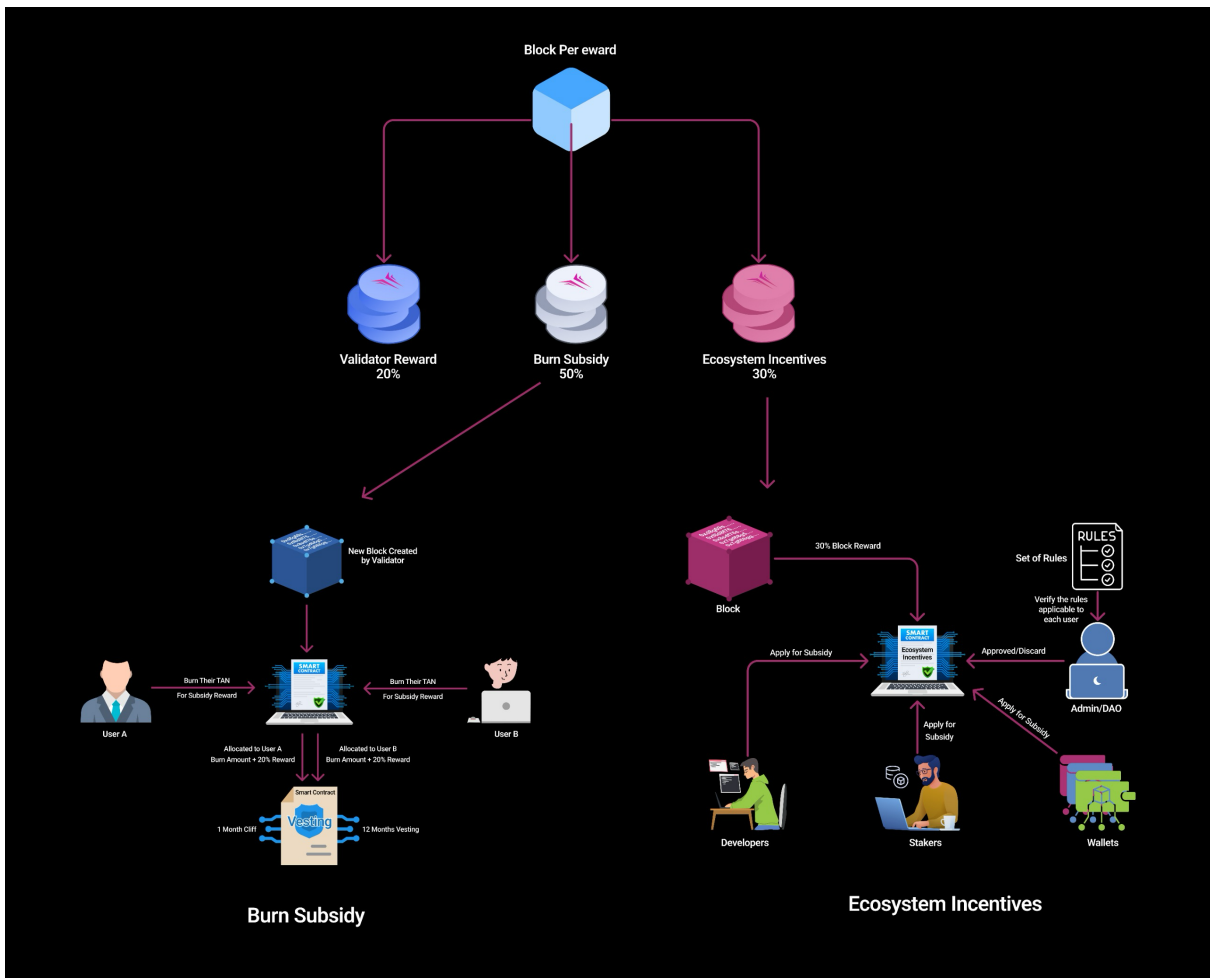 Block Per eward
Validator Reward
20%
Burn Subsidy
50%
Ecosystem Incentives
30%
New Block Created
by Validator
Block
30% Block Reward
RULES
Set of Rules
Verify the rules
applicable to
each user
SMART
CONTRACT
Ecosystem
Incentives
Approved/Discard
Admin/DAO
Apply for Subsidy
Apply for
Subsidy
Apply for Subsidy
Developers
Stakers
Wallets
User A
Burn Their TAN
For Subsidy Reward
SMART
CONTRACT
Burn Their TAN
For Subsidy Reward
User B
Allocated to User A
Burn Amount + 20% Reward
Allocated to User B
Burn Amount + 20% Reward
Smart Contract
Vesting
1 Month Cliff
12 Months Vesting
Burn Subsidy
Ecosystem Incentives